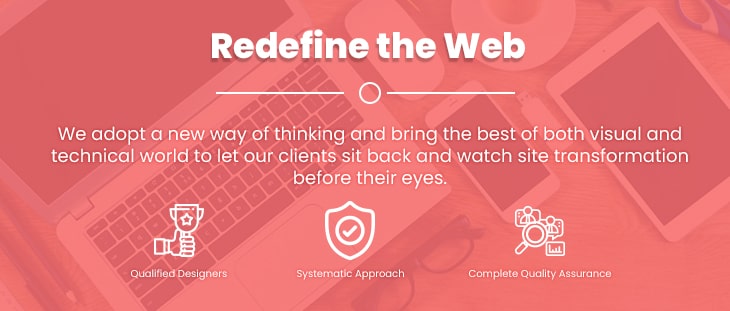 Redefine the Web
We adopt a new way of thinking and bring the best of both visual and
technical world to let our clients sit back and watch site transformation
before their eyes.
Qualified Designers
Systematic Approach
Complete Quality Assurance